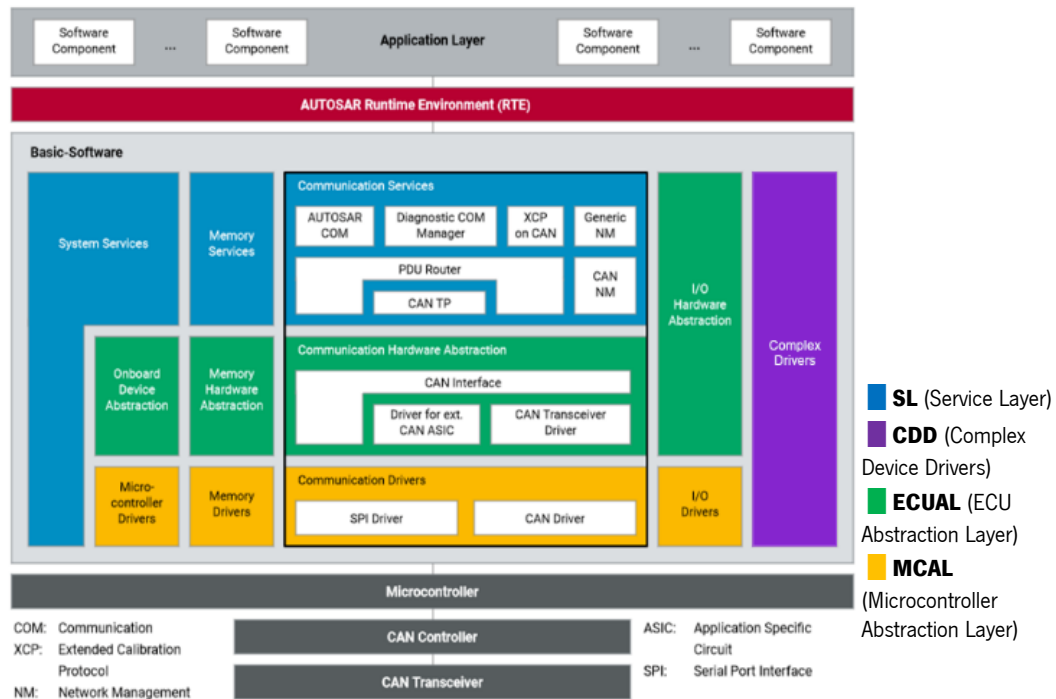 Software
Component
...
Software
Component
Application Layer
Software
Component
...
Software
Component
AUTOSAR Runtime Environment (RTE)
Basic-Software
System Services
Memory
Services
Communication Services
AUTOSAR
COM
Diagnostic COM
Manager
XCP
on CAN
Generic
NM
PDU Router
CAN TP
CAN
NM
I/O
Hardware
Abstraction
Complex
Drivers
Onboard
Device
Abstraction
Memory
Hardware
Abstraction
Communication Hardware Abstraction
CAN Interface
Driver for ext.
CAN ASIC
CAN Transceiver
Driver
Micro-
controller
Drivers
Memory
Drivers
Communication Drivers
SPI Driver
CAN Driver
I/O
Drivers
Microcontroller
CAN Controller
CAN Transceiver
COM: Communication
XCP: Extended Calibration
Protocol
NM: Network Management
ASIC: Application Specific
Circuit
SPI: Serial Port Interface
SL (Service Layer)
CDD (Complex
Device Drivers)
ECUAL (ECU
Abstraction Layer)
MCAL
(Microcontroller
Abstraction Layer)